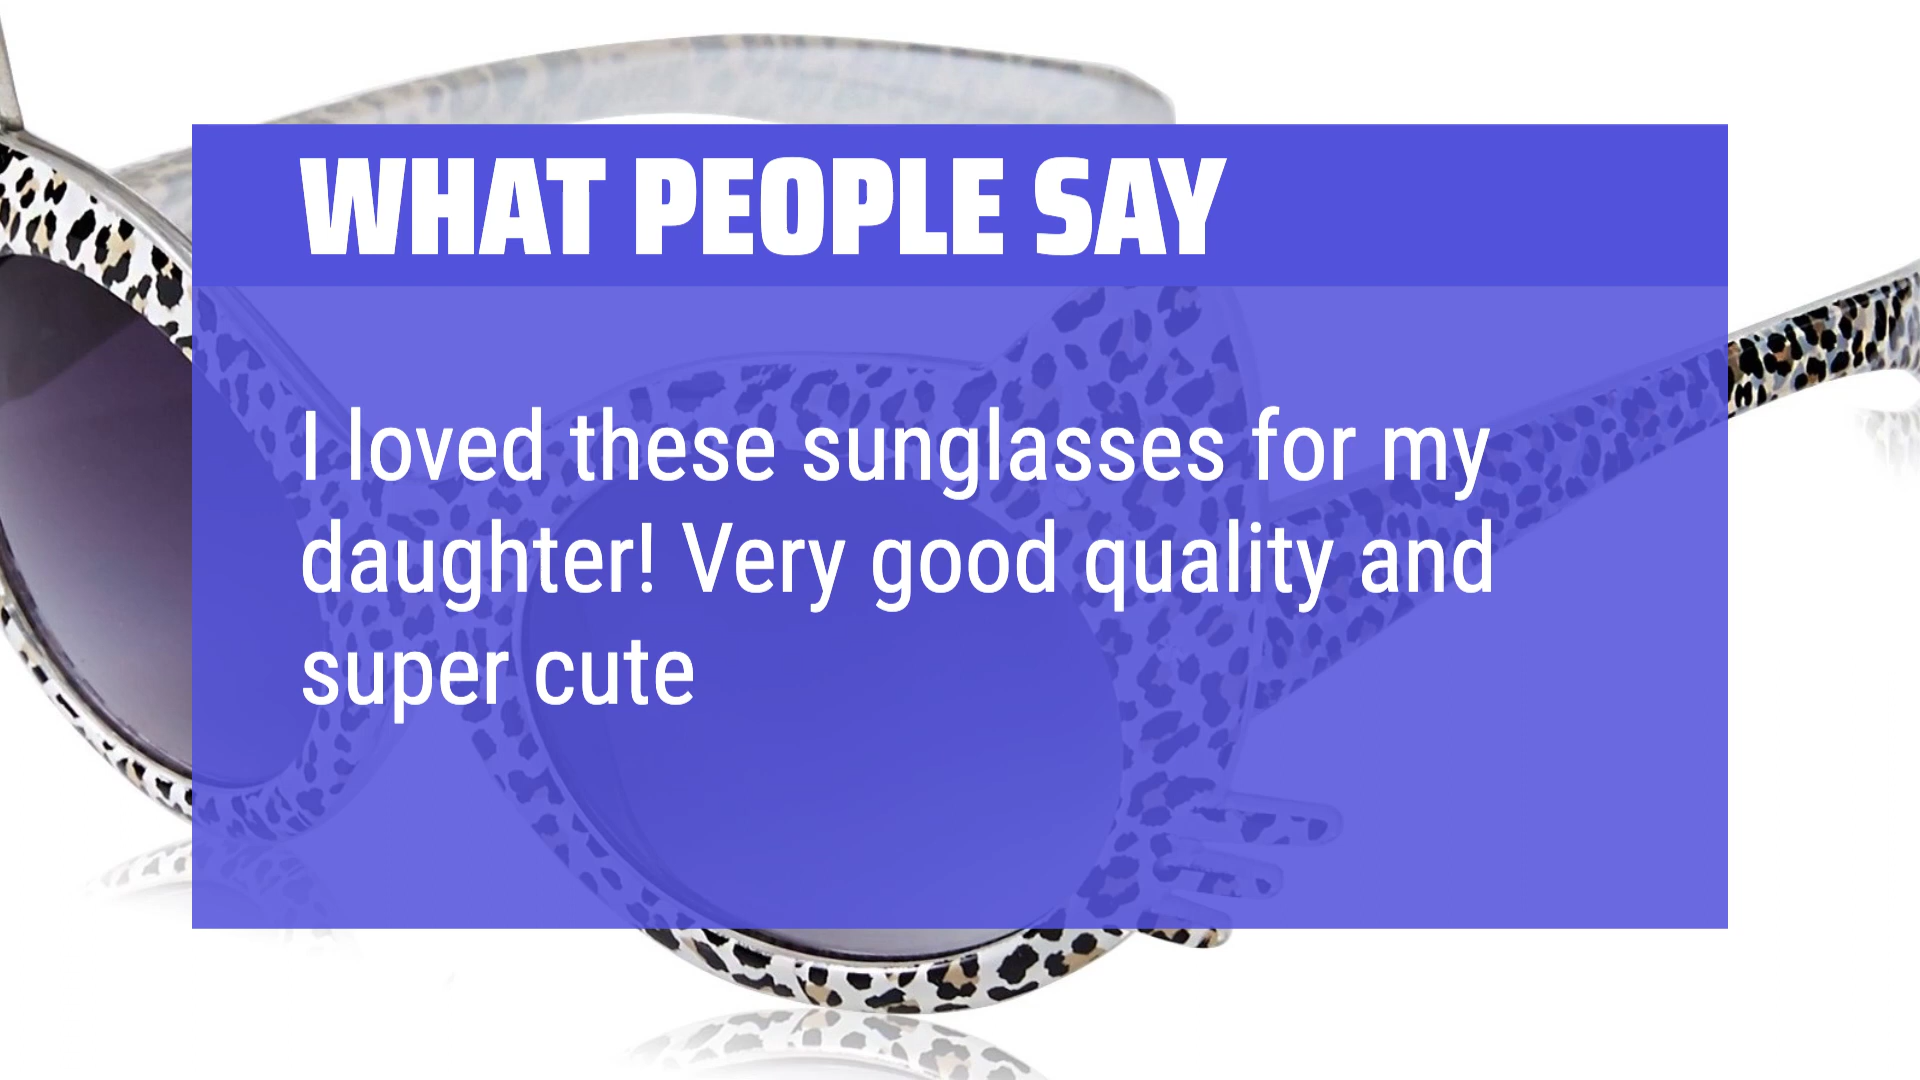 WHAT PEOPLE SAY
I loved these sunglasses for my
daughter! Very good quality and
super cute